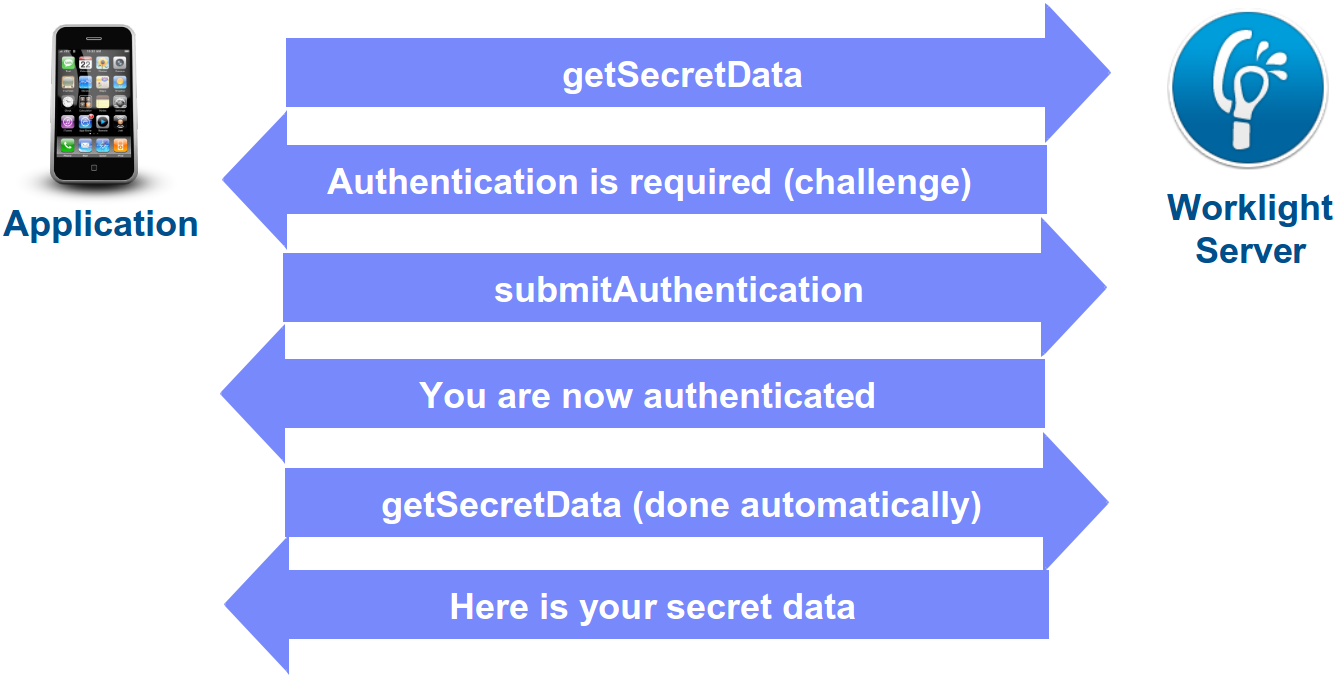 getSecretData
Authentication is required (challenge)
Application
Worklight
Server
submitAuthentication
You are now authenticated
getSecretData (done automatically)
Here is your secret data